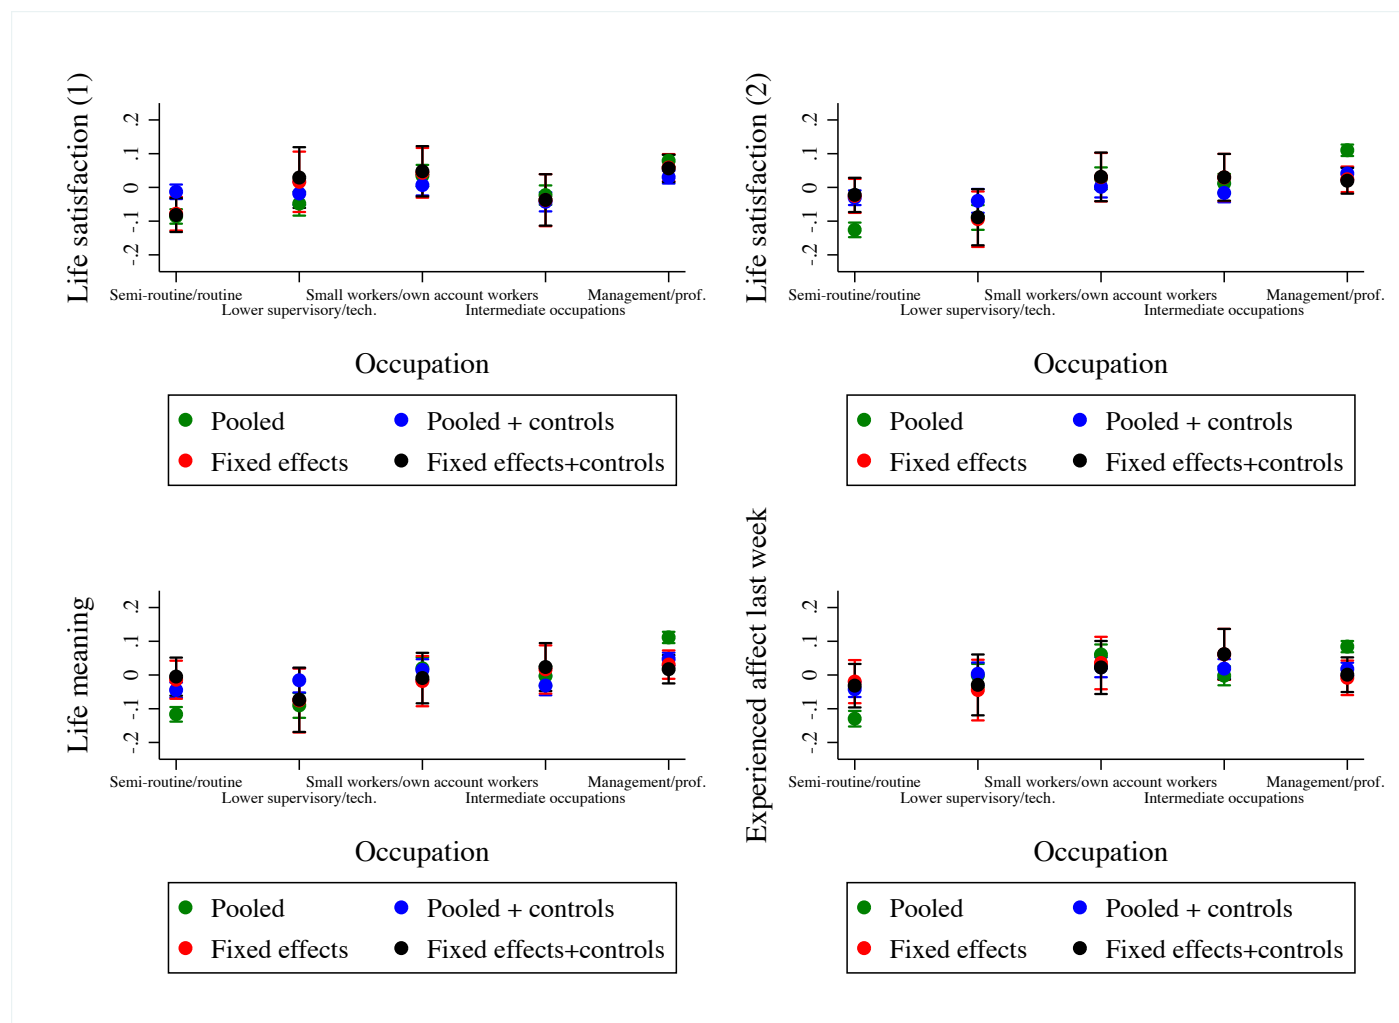 Life satisfaction (1)
.2
.1
0
-.1
-.2
Semi-routine/routine
Lower supervisory/tech.
Small workers/own account workers
Intermediate occupations
Management/prof.
Occupation
Pooled
Pooled + controls
Fixed effects
Fixed effects+controls
Life satisfaction (2)
.2
.1
0
-.1
-.2
Semi-routine/routine
Lower supervisory/tech.
Small workers/own account workers
Intermediate occupations
Management/prof.
Occupation
Pooled
Pooled + controls
Fixed effects
Fixed effects+controls
Life meaning
.2
.1
0
-.1
-.2
Semi-routine/routine
Lower supervisory/tech.
Small workers/own account workers
Intermediate occupations
Management/prof.
Occupation
Pooled
Pooled + controls
Fixed effects
Fixed effects+controls
Experienced affect last week
.2
.1
0
-.1
-.2
Semi-routine/routine
Lower supervisory/tech.
Small workers/own account workers
Intermediate occupations
Management/prof.
Occupation
Pooled
Pooled + controls
Fixed effects
Fixed effects+controls